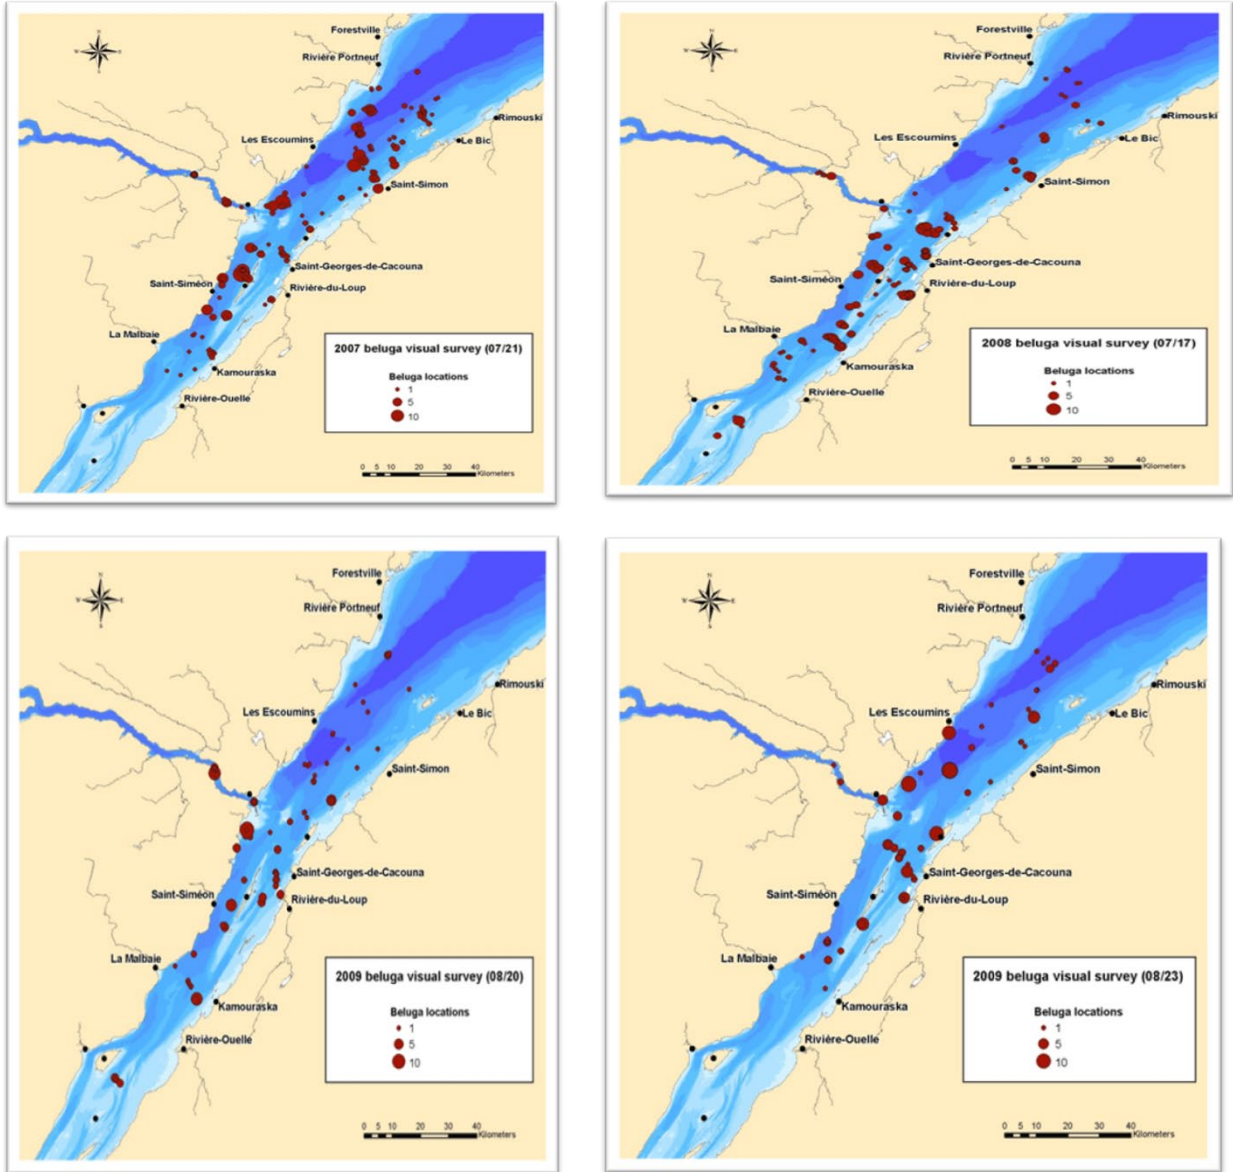 Forestville
Rivière Portneuf
Rimouski
Les Escoumins
Le Bic
Saint-Simon
Saint-Georges-de-Cacouna
Saint-Siméon
Rivière-du-Loup
La Malbaie
2007 beluga visual survey (07/21)
Beluga locations
1
5
10
Kamouraska
Rivière-Ouelle
0 5 10 20 30 40
Kilometers
Forestville
Rivière Portneuf
Rimouski
Les Escoumins
Le Bic
Saint-Simon
Saint-Georges-de-Cacouna
Saint-Siméon
Rivière-du-Loup
La Malbaie
2008 beluga visual survey (07/17)
Beluga locations
1
5
10
Kamouraska
Rivière-Ouelle
0 5 10 20 30 40
Kilometers
Forestville
Rivière Portneuf
Rimouski
Les Escoumins
Le Bic
Saint-Simon
Saint-Georges-de-Cacouna
Saint-Siméon
Rivière-du-Loup
La Malbaie
2009 beluga visual survey (08/20)
Beluga locations
1
5
10
Kamouraska
Rivière-Ouelle
0 5 10 20 30 40
Kilometers
Forestville
Rivière Portneuf
Rimouski
Les Escoumins
Le Bic
Saint-Simon
Saint-Georges-de-Cacouna
Saint-Siméon
Rivière-du-Loup
La Malbaie
2009 beluga visual survey (08/23)
Beluga locations
1
5
10
Kamouraska
Rivière-Ouelle
0 5 10 20 30 40
Kilometers